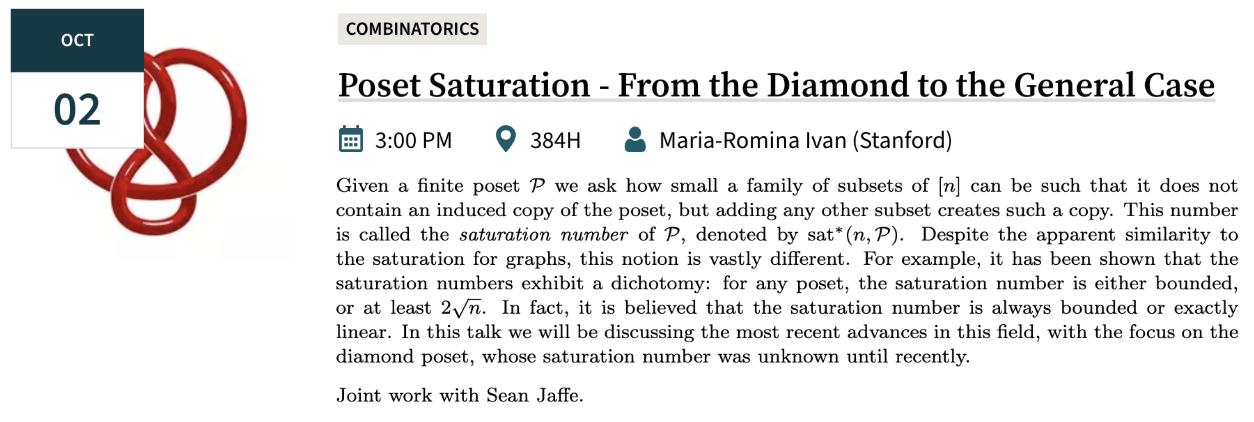 OCT
02
COMBINATORICS
Poset Saturation - From the Diamond to the General Case
3:00 PM 384H Maria-Romina Ivan (Stanford)
Given a finite poset 𝒫 we ask how small a family of subsets of [n] can be such that it does not
contain an induced copy of the poset, but adding any other subset creates such a copy. This number
is called the saturation number of 𝒫, denoted by sat*(n, 𝒫). Despite the apparent similarity to
the saturation for graphs, this notion is vastly different. For example, it has been shown that the
saturation numbers exhibit a dichotomy: for any poset, the saturation number is either bounded,
or at least 2√n. In fact, it is believed that the saturation number is always bounded or exactly
linear. In this talk we will be discussing the most recent advances in this field, with the focus on the
diamond poset, whose saturation number was unknown until recently.
Joint work with Sean Jaffe.